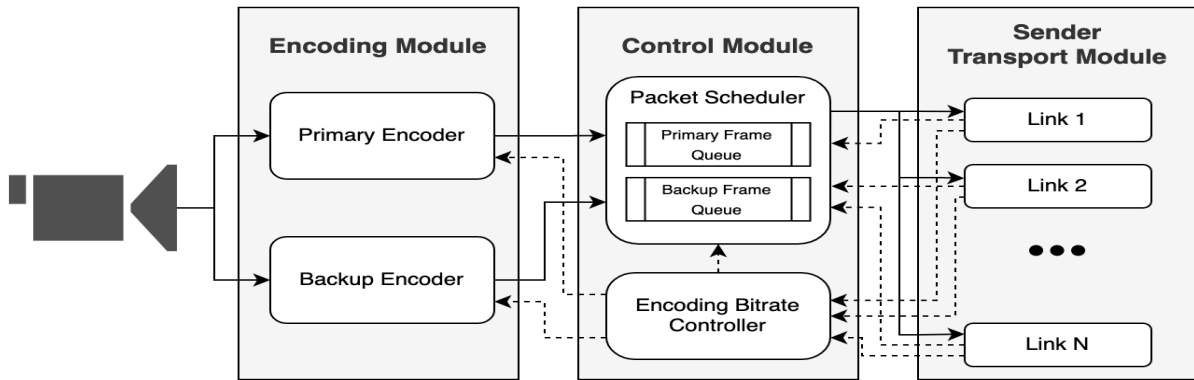 Encoding Module
Primary Encoder
Backup Encoder
Control Module
Packet Scheduler
Primary Frame
Queue
Backup Frame
Queue
Encoding Bitrate
Controller
Sender
Transport Module
Link 1
Link 2
•••
Link N